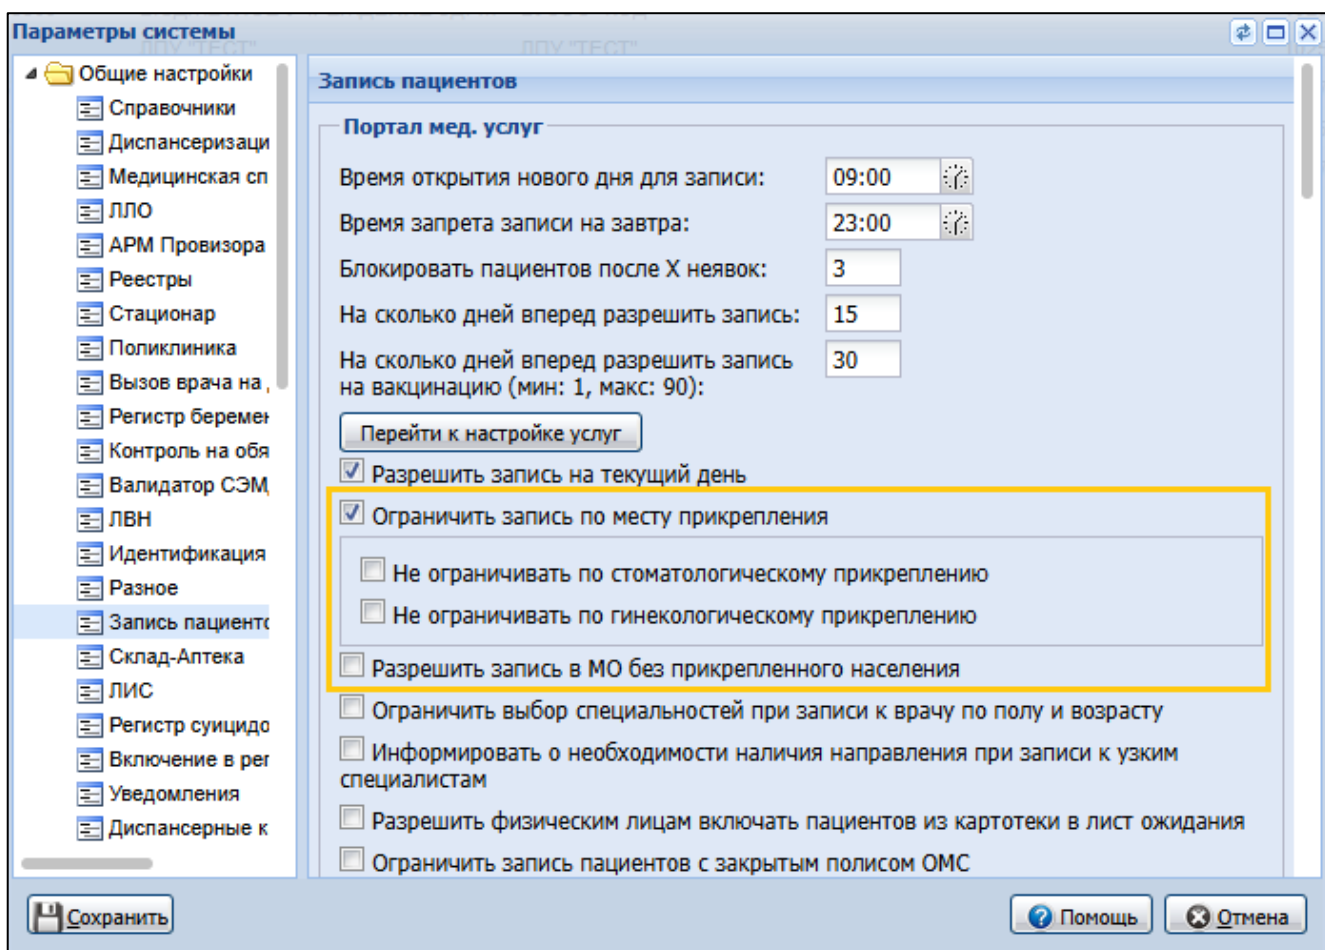 Параметры системы
ЛПУ "ТЕСТ"
ЛПУ "ТЕСТ"
Общие настройки
Справочники
Диспансеризаци
Медицинская сп
ЛЛО
АРМ Провизора
Реестры
Стационар
Поликлиника
Вызов врача на
Регистр беремен
Контроль на обя
Валидатор СЭМ
ЛВН
Идентификация
Разное
Запись пациенто
Склад-Аптека
ЛИС
Регистр суицидо
Включение в рег
Уведомления
Диспансерные к
Запись пациентов
Портал мед. услуг
Время открытия нового дня для записи: 09:00
Время запрета записи на завтра: 23:00
Блокировать пациентов после X неявок: 3
На сколько дней вперед разрешить запись: 15
На сколько дней вперед разрешить запись 30
на вакцинацию (мин: 1, макс: 90):
Перейти к настройке услуг
Разрешить запись на текущий день
Ограничить запись по месту прикрепления
Не ограничивать по стоматологическому прикреплению
Не ограничивать по гинекологическому прикреплению
Разрешить запись в МО без прикрепленного населения
Ограничить выбор специальностей при записи к врачу по полу и возрасту
Информировать о необходимости наличия направления при записи к узким
специалистам
Разрешить физическим лицам включать пациентов из картотеки в лист ожидания
Ограничить запись пациентов с закрытым полисом ОМС
Сохранить
Помощь
Отмена